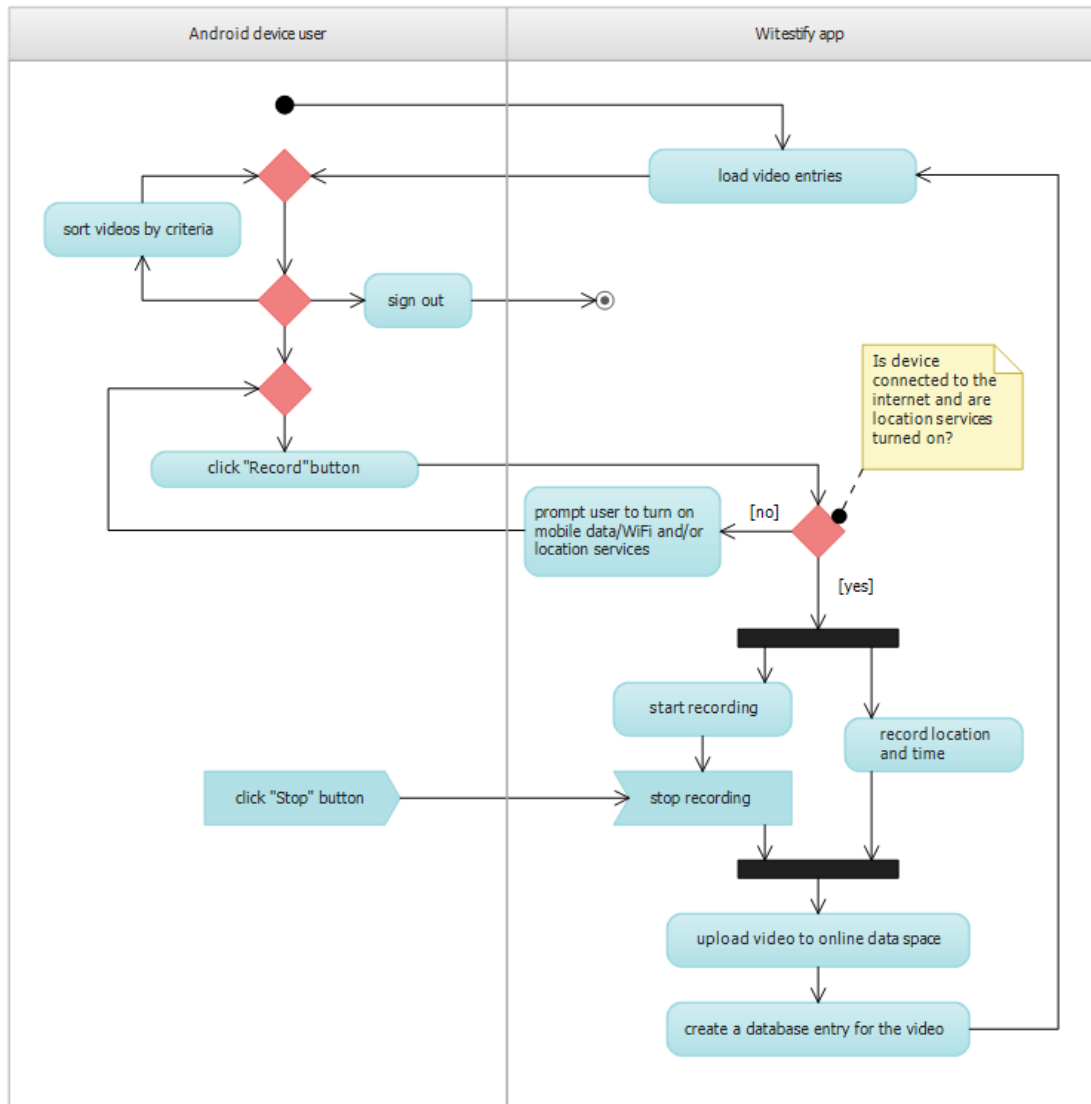 Android device user
Witestify app
load video entries
sort videos by criteria
sign out
Is device
connected to the
internet and are
location services
turned on?
click "Record"button
prompt user to turn on
mobile data/WiFi and/or
location services
[no]
[yes]
start recording
record location
and time
click "Stop" button
stop recording
upload video to online data space
create a database entry for the video